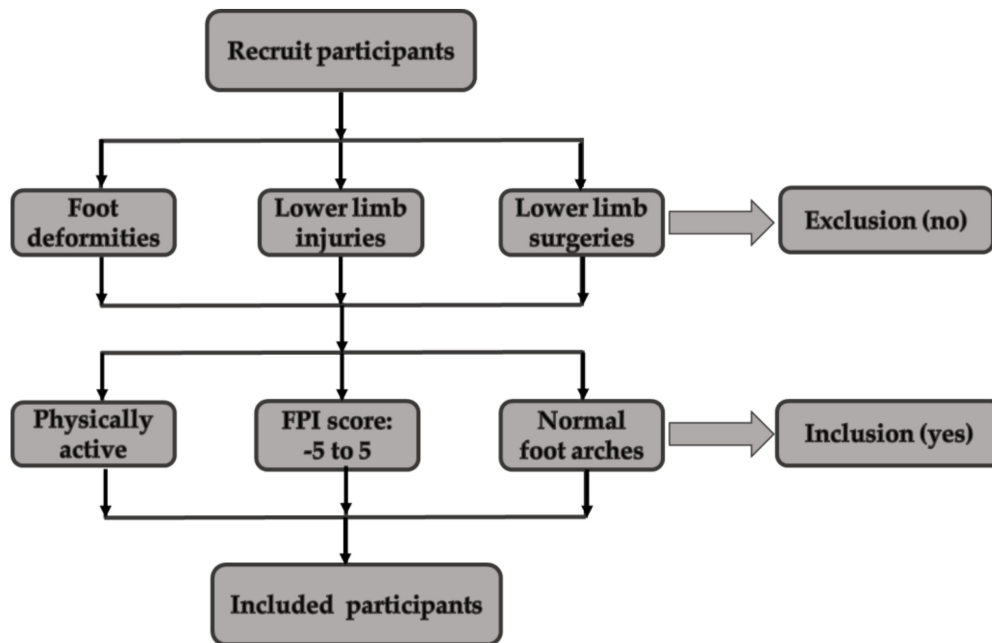 Recruit participants
Foot
deformities
Lower limb
injuries
Lower limb
surgeries
Exclusion (no)
Physically
active
FPI score:
-5 to 5
Normal
foot arches
Inclusion (yes)
Included participants